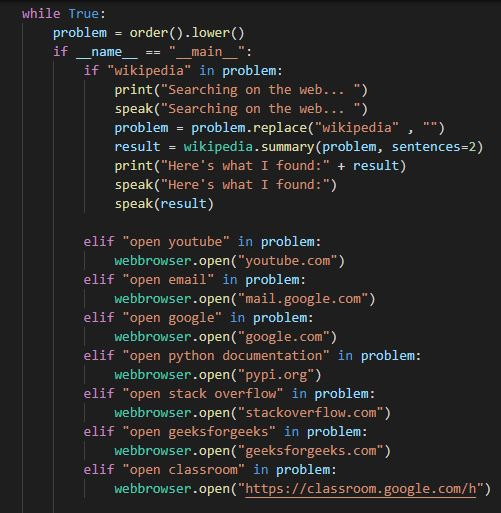 while True:
    problem = order().lower()
    if __name__ == "__main__":
        if "wikipedia" in problem:
            print("Searching on the web... ")
            speak("Searching on the web... ")
            problem = problem.replace("wikipedia" , "")
            result = wikipedia.summary(problem, sentences=2)
            print("Here's what I found:" + result)
            speak("Here's what I found:")
            speak(result)

        elif "open youtube" in problem:
            webbrowser.open("youtube.com")
        elif "open email" in problem:
            webbrowser.open("mail.google.com")
        elif "open google" in problem:
            webbrowser.open("google.com")
        elif "open python documentation" in problem:
            webbrowser.open("pypi.org")
        elif "open stack overflow" in problem:
            webbrowser.open("stackoverflow.com")
        elif "open geeksforgeeks" in problem:
            webbrowser.open("geeksforgeeks.com")
        elif "open classroom" in problem:
            webbrowser.open("https://classroom.google.com/h")